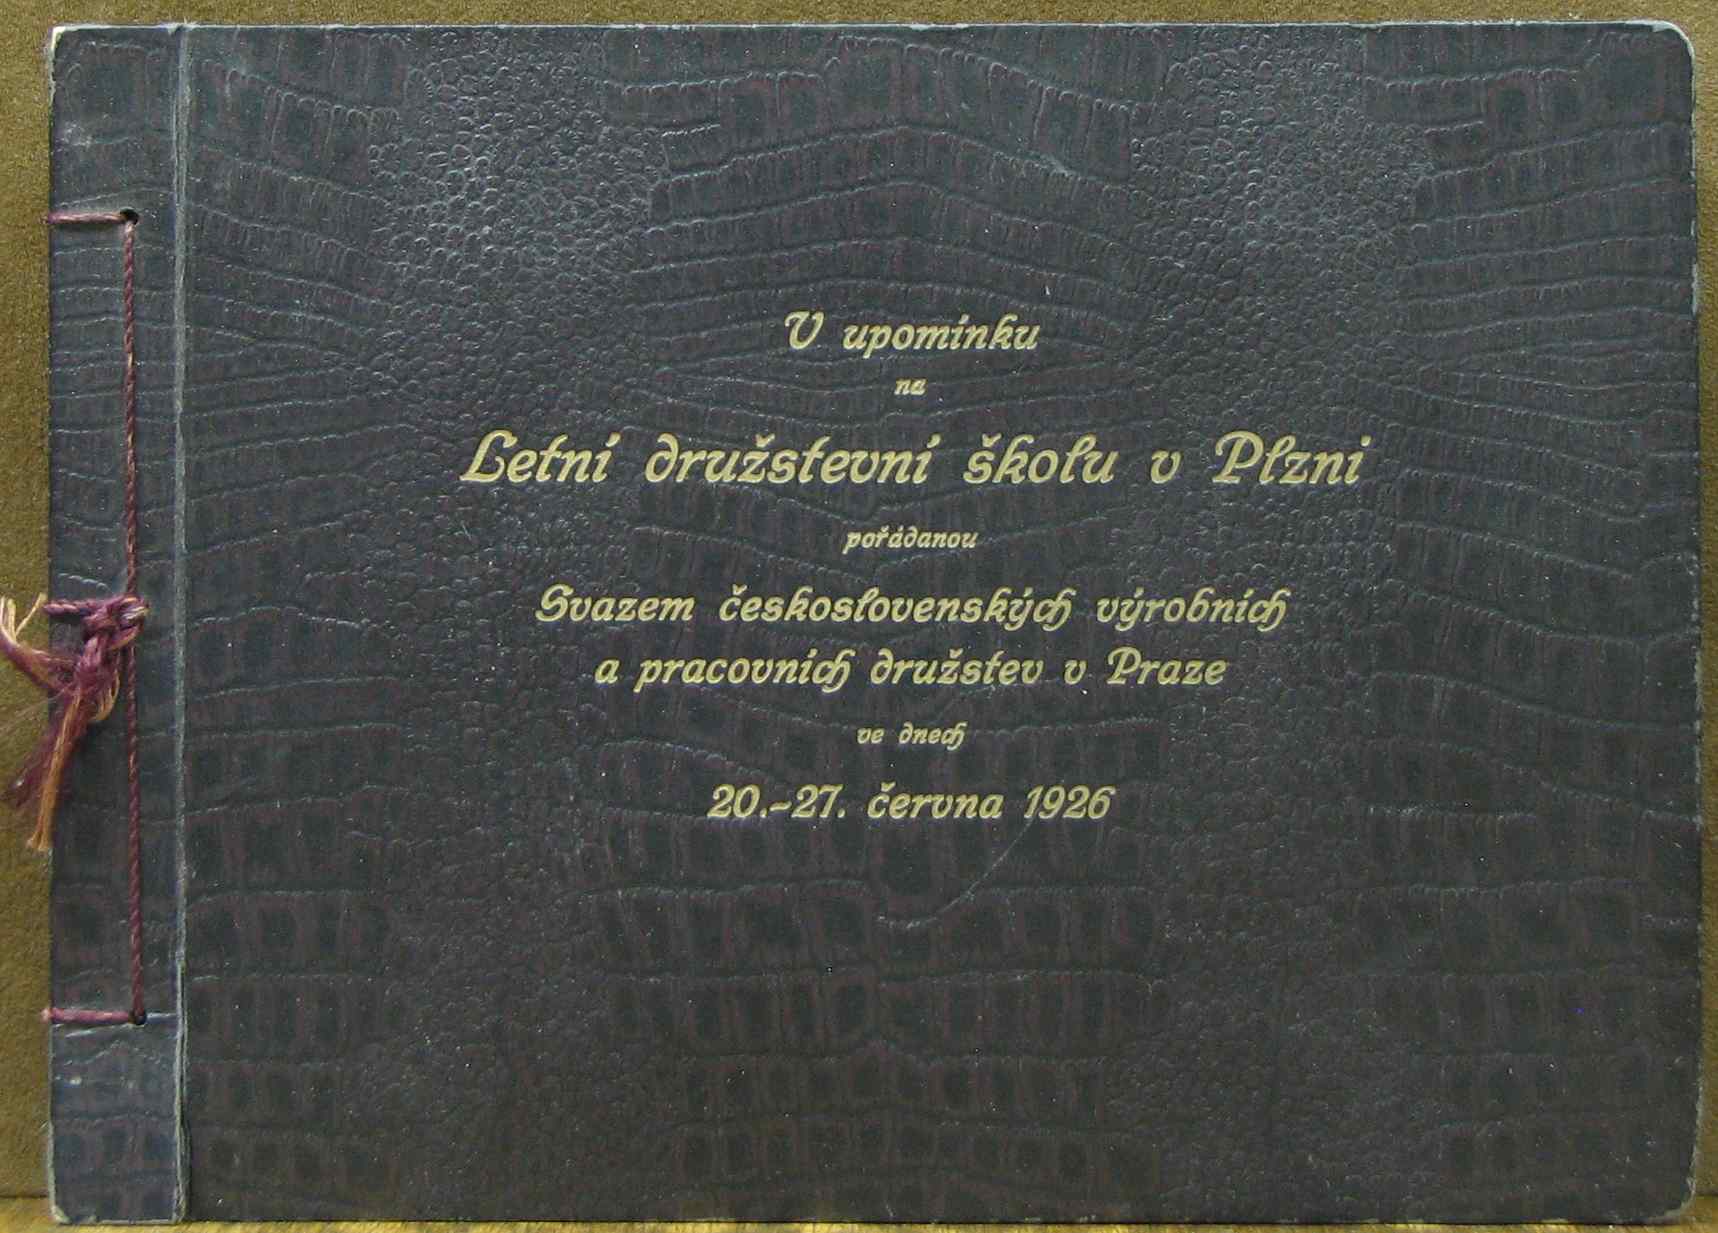 V upomínku
na
Letní družstevní školu v Plzni
pořádanou
Svazem československých výrobních
a pracovních družstev v Praze
ve dnech
20.-27. června 1926